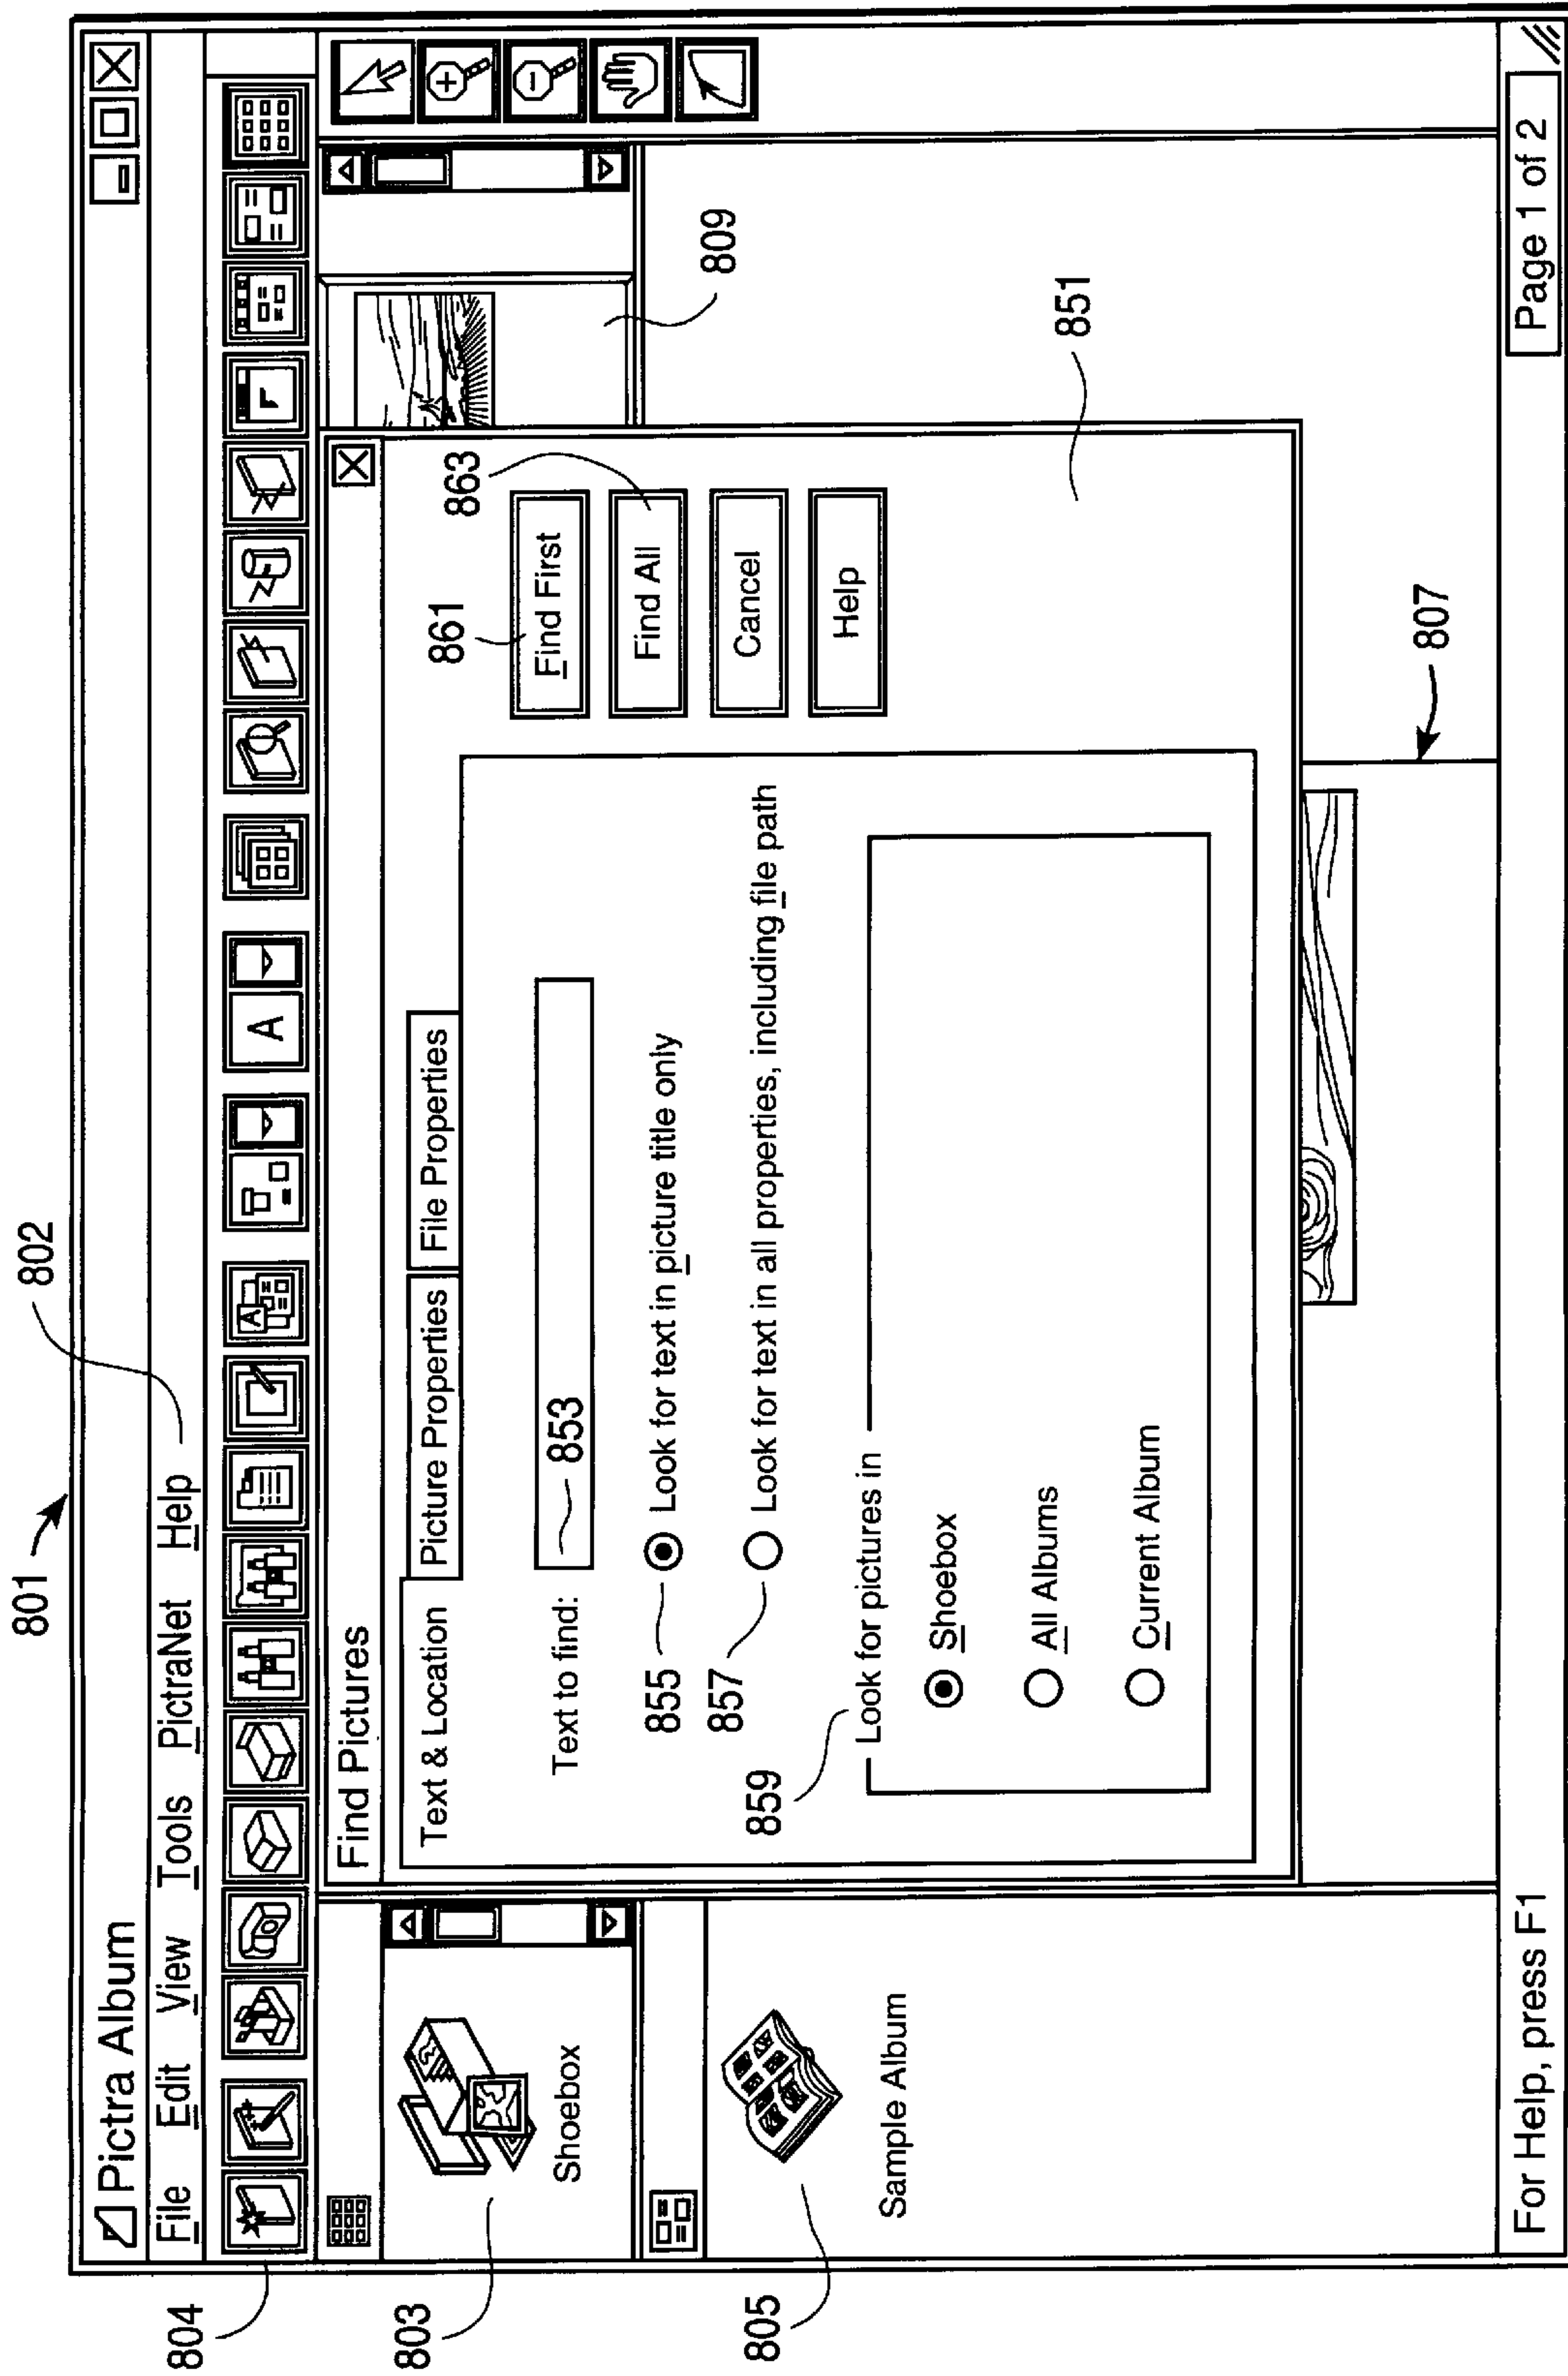 801
802
Pictra Album
File Edit View Tools PictraNet Help
804
A
A
803
Shoebox
805
Sample Album
Find Pictures
Text & Location
Picture Properties
File Properties
Text to find:
853
855
Look for text in picture title only
857
Look for text in all properties, including file path
859
Look for pictures in
Shoebox
All Albums
Current Album
861
863
Find First
Find All
Cancel
Help
809
851
807
For Help, press F1
Page 1 of 2